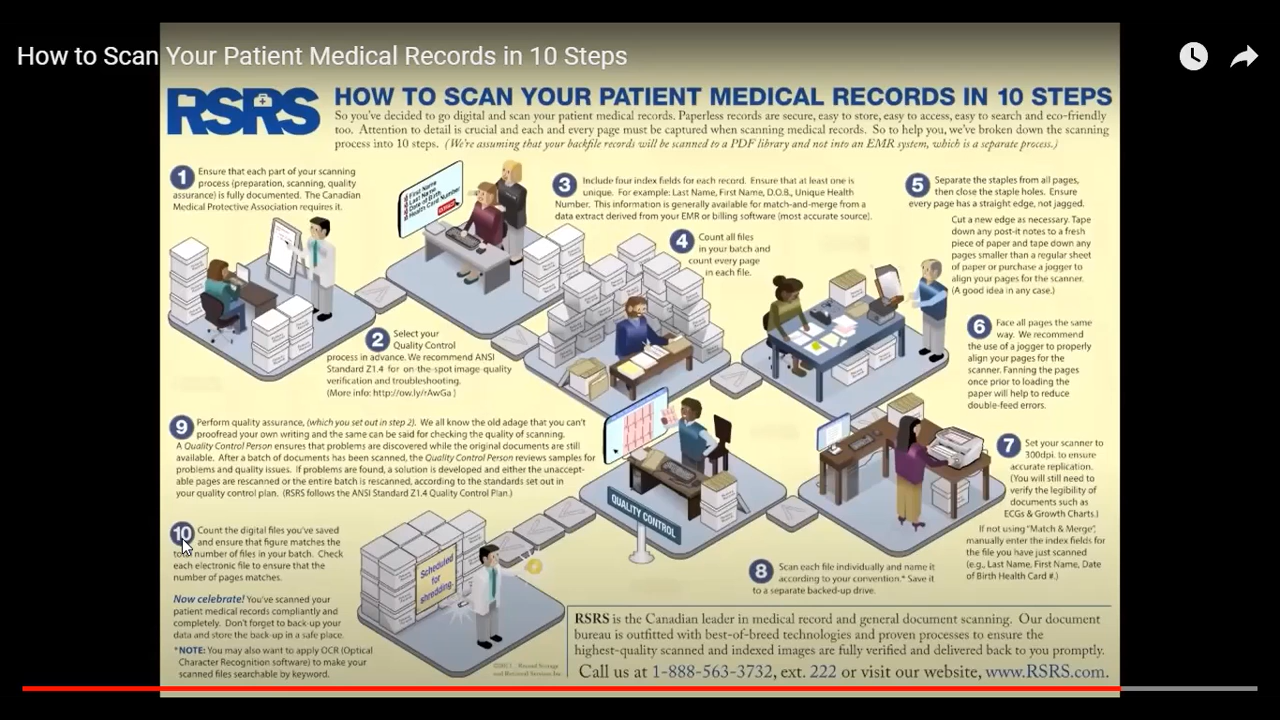 How to Scan Your Patient Medical Records in 10 Steps
RSRS
HOW TO SCAN YOUR PATIENT MEDICAL RECORDS IN 10 STEPS
So you've decided to go digital and scan your patient medical records. Paperless records are secure, easy to store, easy to access, easy to search and eco-friendly
too. Attention to detail is crucial and each and every page must be captured when scanning medical records. So to help you, we've broken down the scanning
process into 10 steps. (We're assuming that your backfile records will be scanned to a PDF library and not into an EMR system, which is a separate process.)
1 Ensure that each part of your scanning
process (preparation, scanning, quality
assurance) is fully documented. The Canadian
Medical Protective Association requires it.
First Name
Last Name
Date of Birth
Health Card Number
2 Select your
Quality Control
process in advance. We recommend ANSI
Standard Z1.4 for on-the-spot image-quality
verification and troubleshooting.
(More info: http://ow.ly/rAwGa )
3 Include four index fields for each record. Ensure that at least one is
unique. For example: Last Name, First Name, D.O.B., Unique Health
Number. This information is generally available for match-and-merge from a
data extract derived from your EMR or billing software (most accurate source).
4 Count all files
in your batch and
count every page
in each file.
5 Separate the staples from all pages,
then close the staple holes. Ensure
every page has a straight edge, not jagged.
Cut a new edge as necessary. Tape
down any post-it notes to a fresh
piece of paper and tape down any
pages smaller than a regular sheet
of paper or purchase a jogger to
align your pages for the scanner.
(A good idea in any case.)
6 Face all pages the same
way. We recommend
the use of a jogger to properly
align your pages for the
scanner. Fanning the pages
once prior to loading the
paper will help to reduce
double-feed errors.
7 Set your scanner to
300dpi. to ensure
accurate replication.
(You will still need to
verify the legibility of
documents such as
ECGs & Growth Charts.)
If not using "Match & Merge",
manually enter the index fields for
the file you have just scanned
(e.g., Last Name, First Name, Date
of Birth Health Card #.)
8 Scan each file individually and name it
according to your convention.* Save it
to a separate backed-up drive.
QUALITY CONTROL
9 Perform quality assurance, (which you set out in step 2). We all know the old adage that you can't
proofread your own writing and the same can be said for checking the quality of scanning.
A Quality Control Person ensures that problems are discovered while the original documents are still
available. After a batch of documents has been scanned, the Quality Control Person reviews samples for
problems and quality issues. If problems are found, a solution is developed and either the unaccept-
able pages are rescanned or the entire batch is rescanned, according to the standards set out in
your quality control plan. (RSRS follows the ANSI Standard Z1.4 Quality Control Plan.)
10 Count the digital files you've saved
and ensure that figure matches the
total number of files in your batch. Check
each electronic file to ensure that the
number of pages matches.
Now celebrate! You've scanned your
patient medical records compliantly and
completely. Don't forget to back-up your
data and store the back-up in a safe place.
*NOTE: You may also want to apply OCR (Optical
Character Recognition software) to make your
scanned files searchable by keyword.
Scheduled
for
shredding.
RSRS is the Canadian leader in medical record and general document scanning. Our document
bureau is outfitted with best-of-breed technologies and proven processes to ensure the
highest-quality scanned and indexed images are fully verified and delivered back to you promptly.
Call us at 1-888-563-3732, ext. 222 or visit our website, www.RSRS.com.